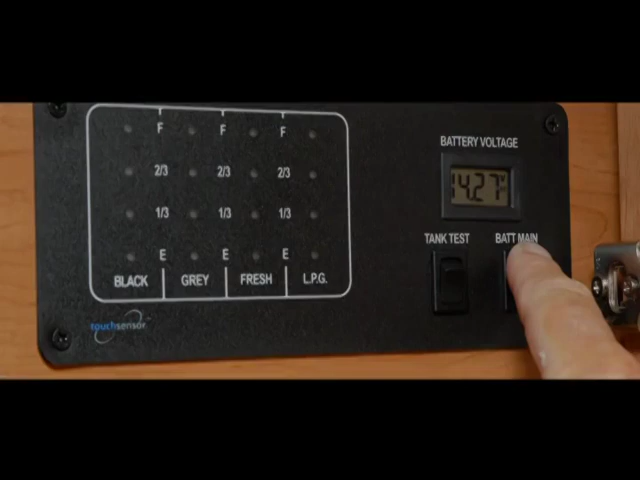 BATTERY VOLTAGE
14.27V
TANK TEST BATT MAIN
F F F
2/3 2/3 2/3
1/3 1/3 1/3
E E E
BLACK GREY FRESH L.P.G.
touchsensor